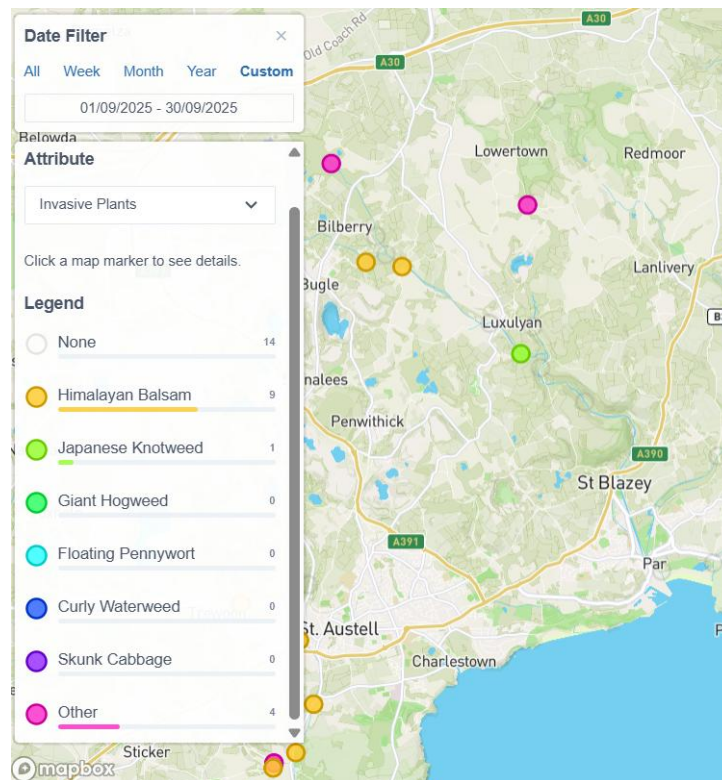 Date Filter ×
All Week Month Year Custom
01/09/2025 - 30/09/2025
Attribute
Invasive Plants
Click a map marker to see details.
Legend
None 14
Himalayan Balsam 9
Japanese Knotweed 1
Giant Hogweed 0
Floating Pennywort 0
Curly Waterweed 0
Skunk Cabbage 0
Other 4
mapbox
A30
Old Coach Rd
A30
Belowda
Lowertown
Redmoor
Bilberry
Bugle
Lanlivery
Luxulyan
Penwithick
A390
St Blazey
A391
Par
St. Austell
Charlestown
Sticker